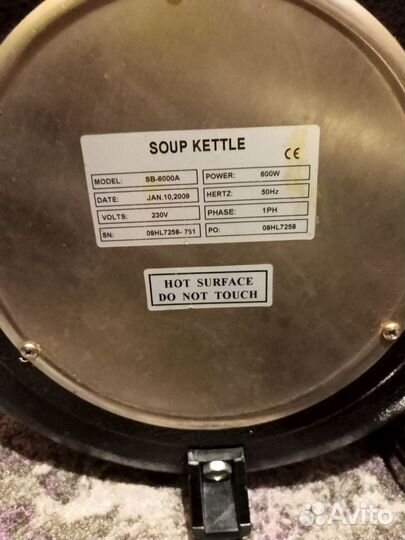 SOUP KETTLE
CE
MODEL: SB-6000A POWER: 600W
DATE: JAN.10,2009 HERTZ: 50Hz
VOLTS: 230V PHASE: 1PH
SN: 09HL7258-701 PO: 09HL7258
HOT SURFACE
DO NOT TOUCH
Avito